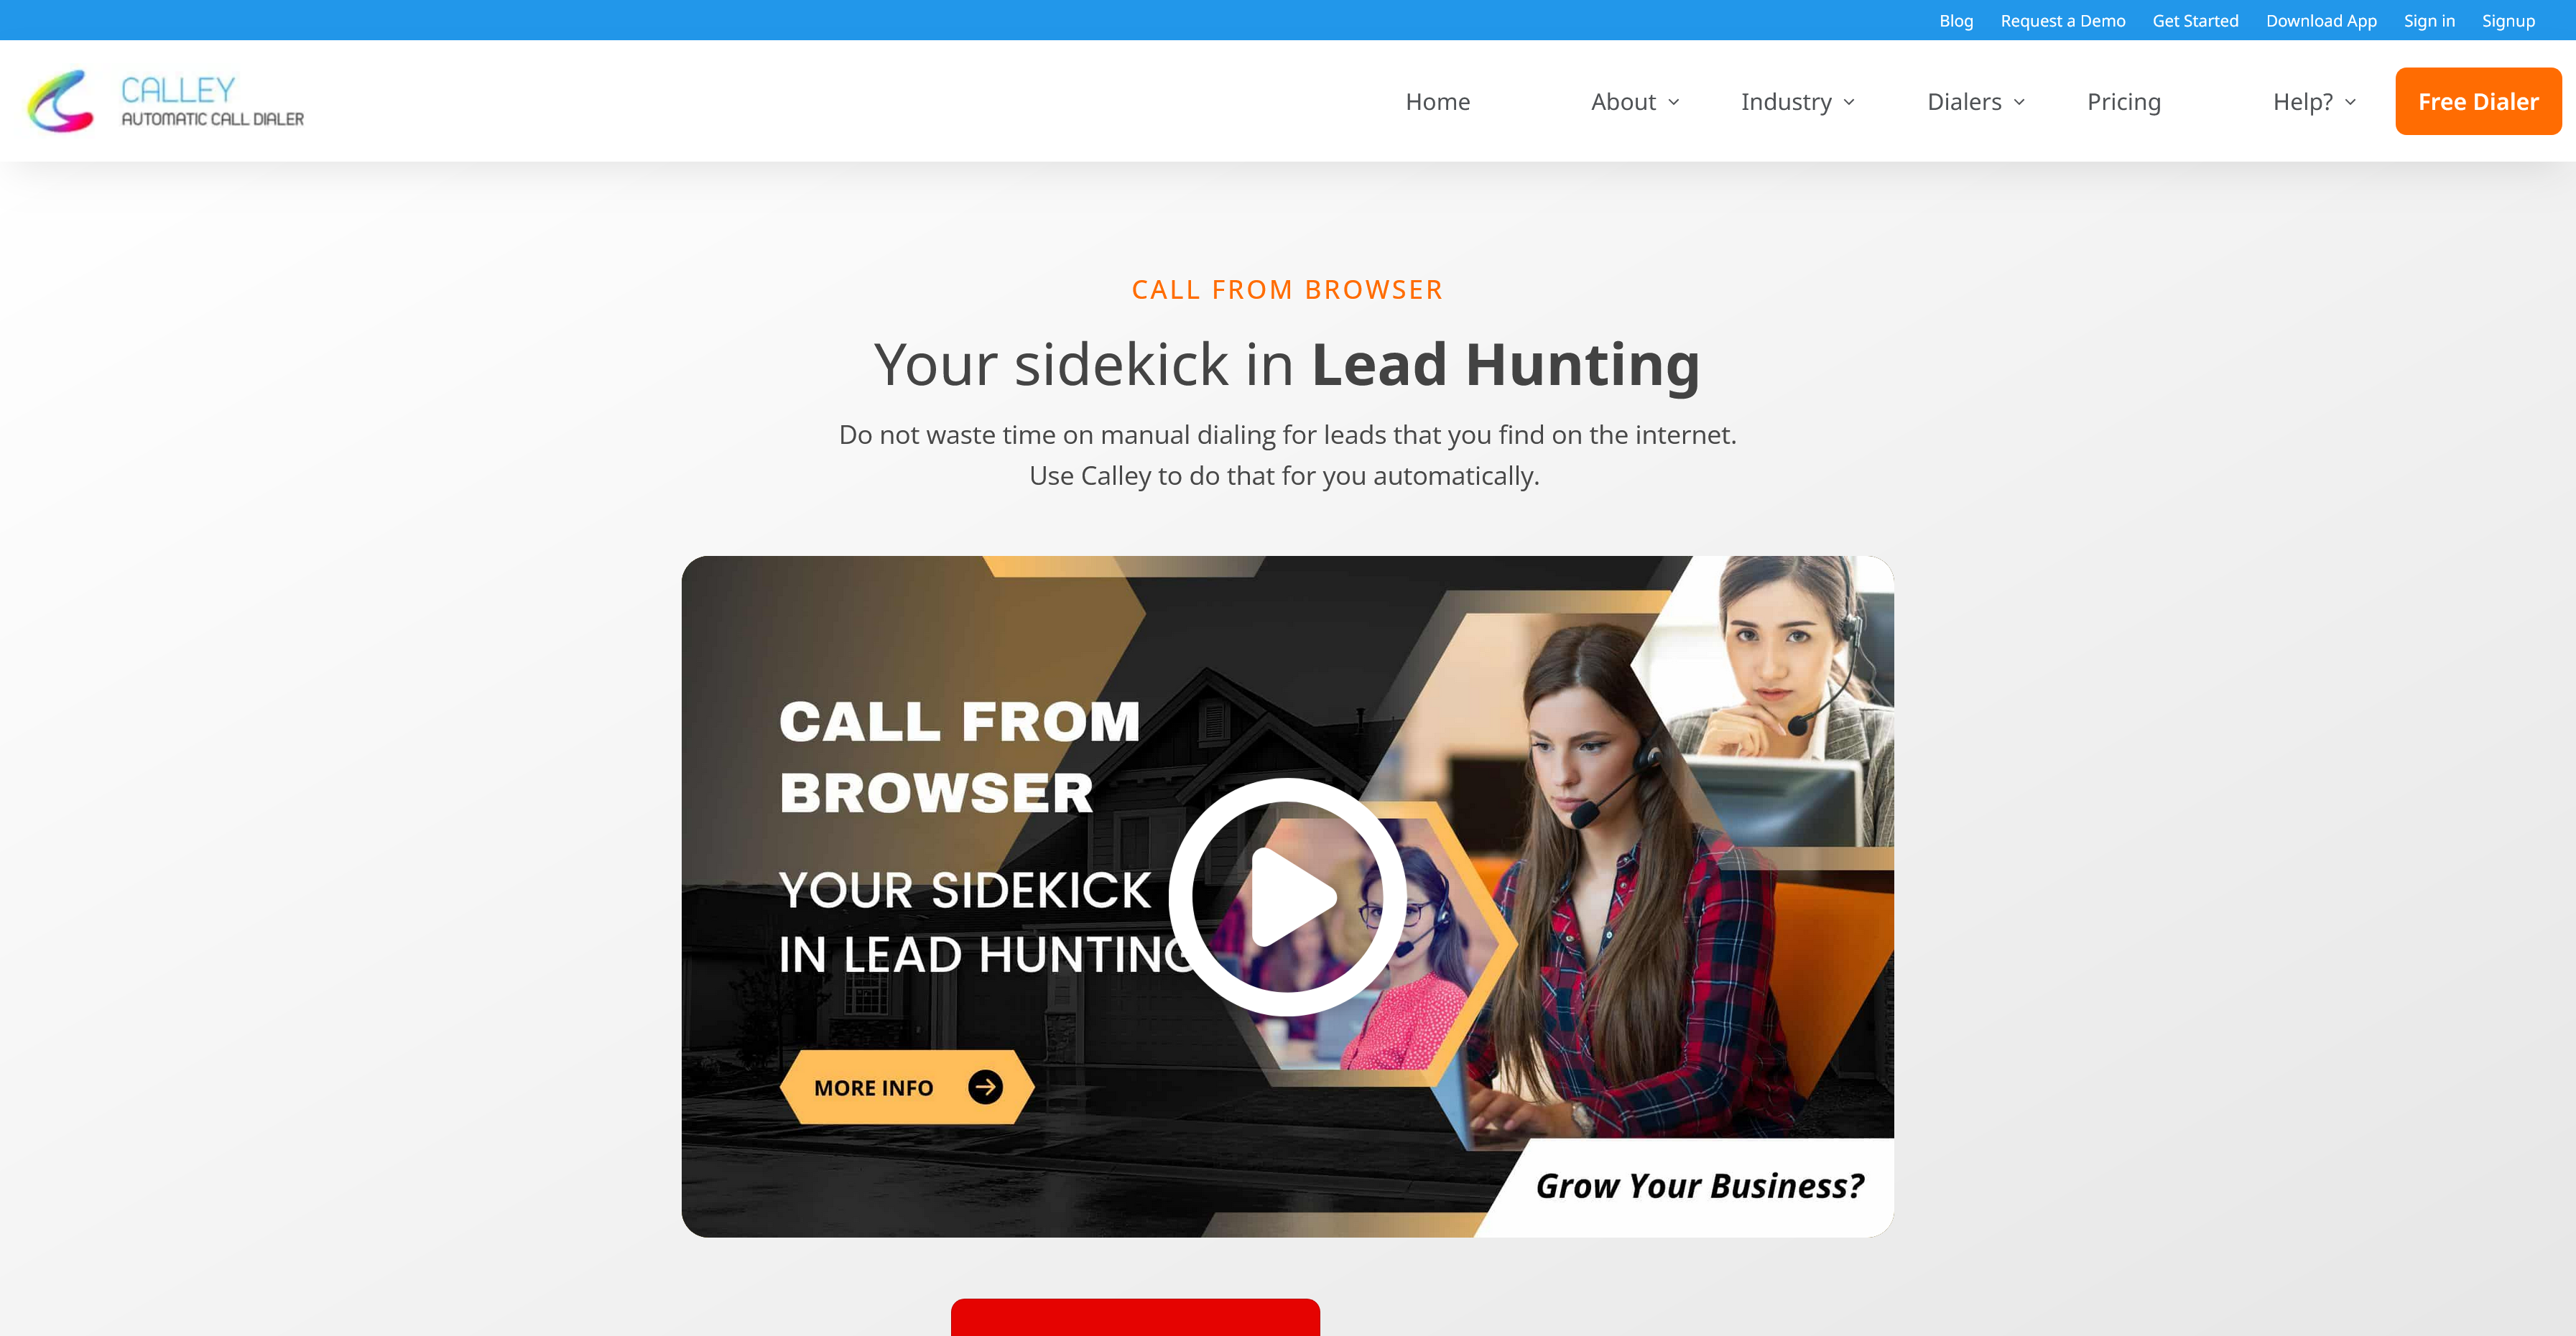 Blog Request a Demo Get Started Download App Sign in Signup
CALLEY
AUTOMATIC CALL DIALER
Home About Industry Dialers Pricing Help? Free Dialer
CALL FROM BROWSER
Your sidekick in Lead Hunting
Do not waste time on manual dialing for leads that you find on the internet.
Use Calley to do that for you automatically.
CALL FROM
BROWSER
YOUR SIDEKICK
IN LEAD HUNTING
MORE INFO
Grow Your Business?